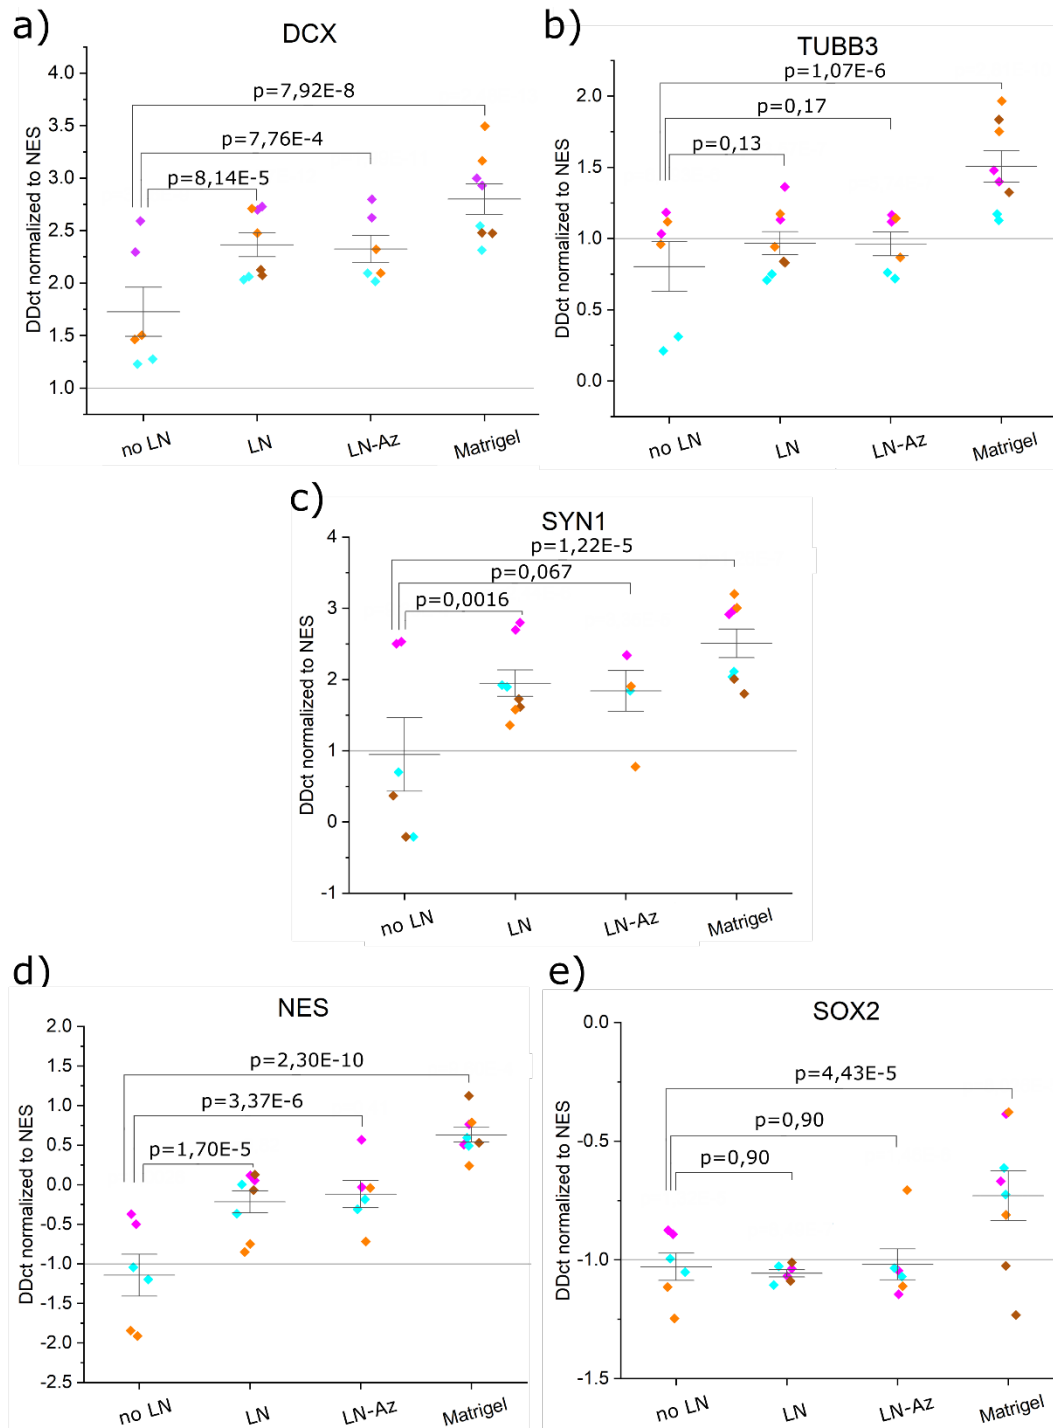 a)
DCX
DDct normalized to NES
4.0
3.5
3.0
2.5
2.0
1.5
1.0
p=7,92E-8
p=7,76E-4
p=8,14E-5
no LN
LN
LN-Az
Matrigel
b)
TUBB3
DDct normalized to NES
2.0
1.5
1.0
0.5
0.0
p=1,07E-6
p=0,17
p=0,13
no LN
LN
LN-Az
Matrigel
c)
SYN1
DDct normalized to NES
4
3
2
1
0
-1
p=1,22E-5
p=0,067
p=0,0016
no LN
LN
LN-Az
Matrigel
d)
NES
DDct normalized to NES
2.0
1.5
1.0
0.5
0.0
-0.5
-1.0
-1.5
-2.0
-2.5
p=2,30E-10
p=3,37E-6
p=1,70E-5
no LN
LN
LN-Az
Matrigel
e)
SOX2
DDct normalized to NES
0.0
-0.5
-1.0
-1.5
p=4,43E-5
p=0,90
p=0,90
no LN
LN
LN-Az
Matrigel